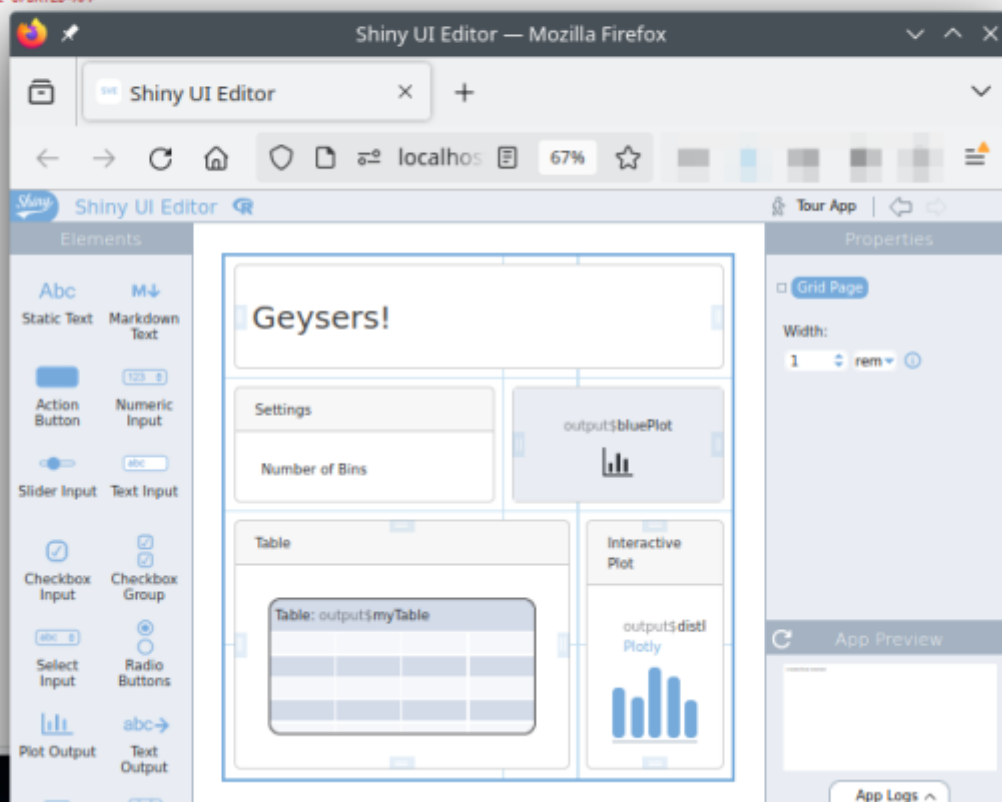 Shiny UI Editor — Mozilla Firefox
Shiny UI Editor
localhos
67%
Shiny
Shiny UI Editor
Tour App
Elements
Properties
Abc
Static Text
Markdown
Text
Action
Button
123
Numeric
Input
Slider Input
abc
Text Input
Checkbox
Input
Checkbox
Group
abc
Select
Input
Radio
Buttons
Plot Output
abc
Text
Output
Geysers!
Settings
Number of Bins
output$bluePlot
Table
Table: output$myTable
Interactive
Plot
output$distl
Plotly
Grid Page
Width:
1 rem
App Preview
App Logs